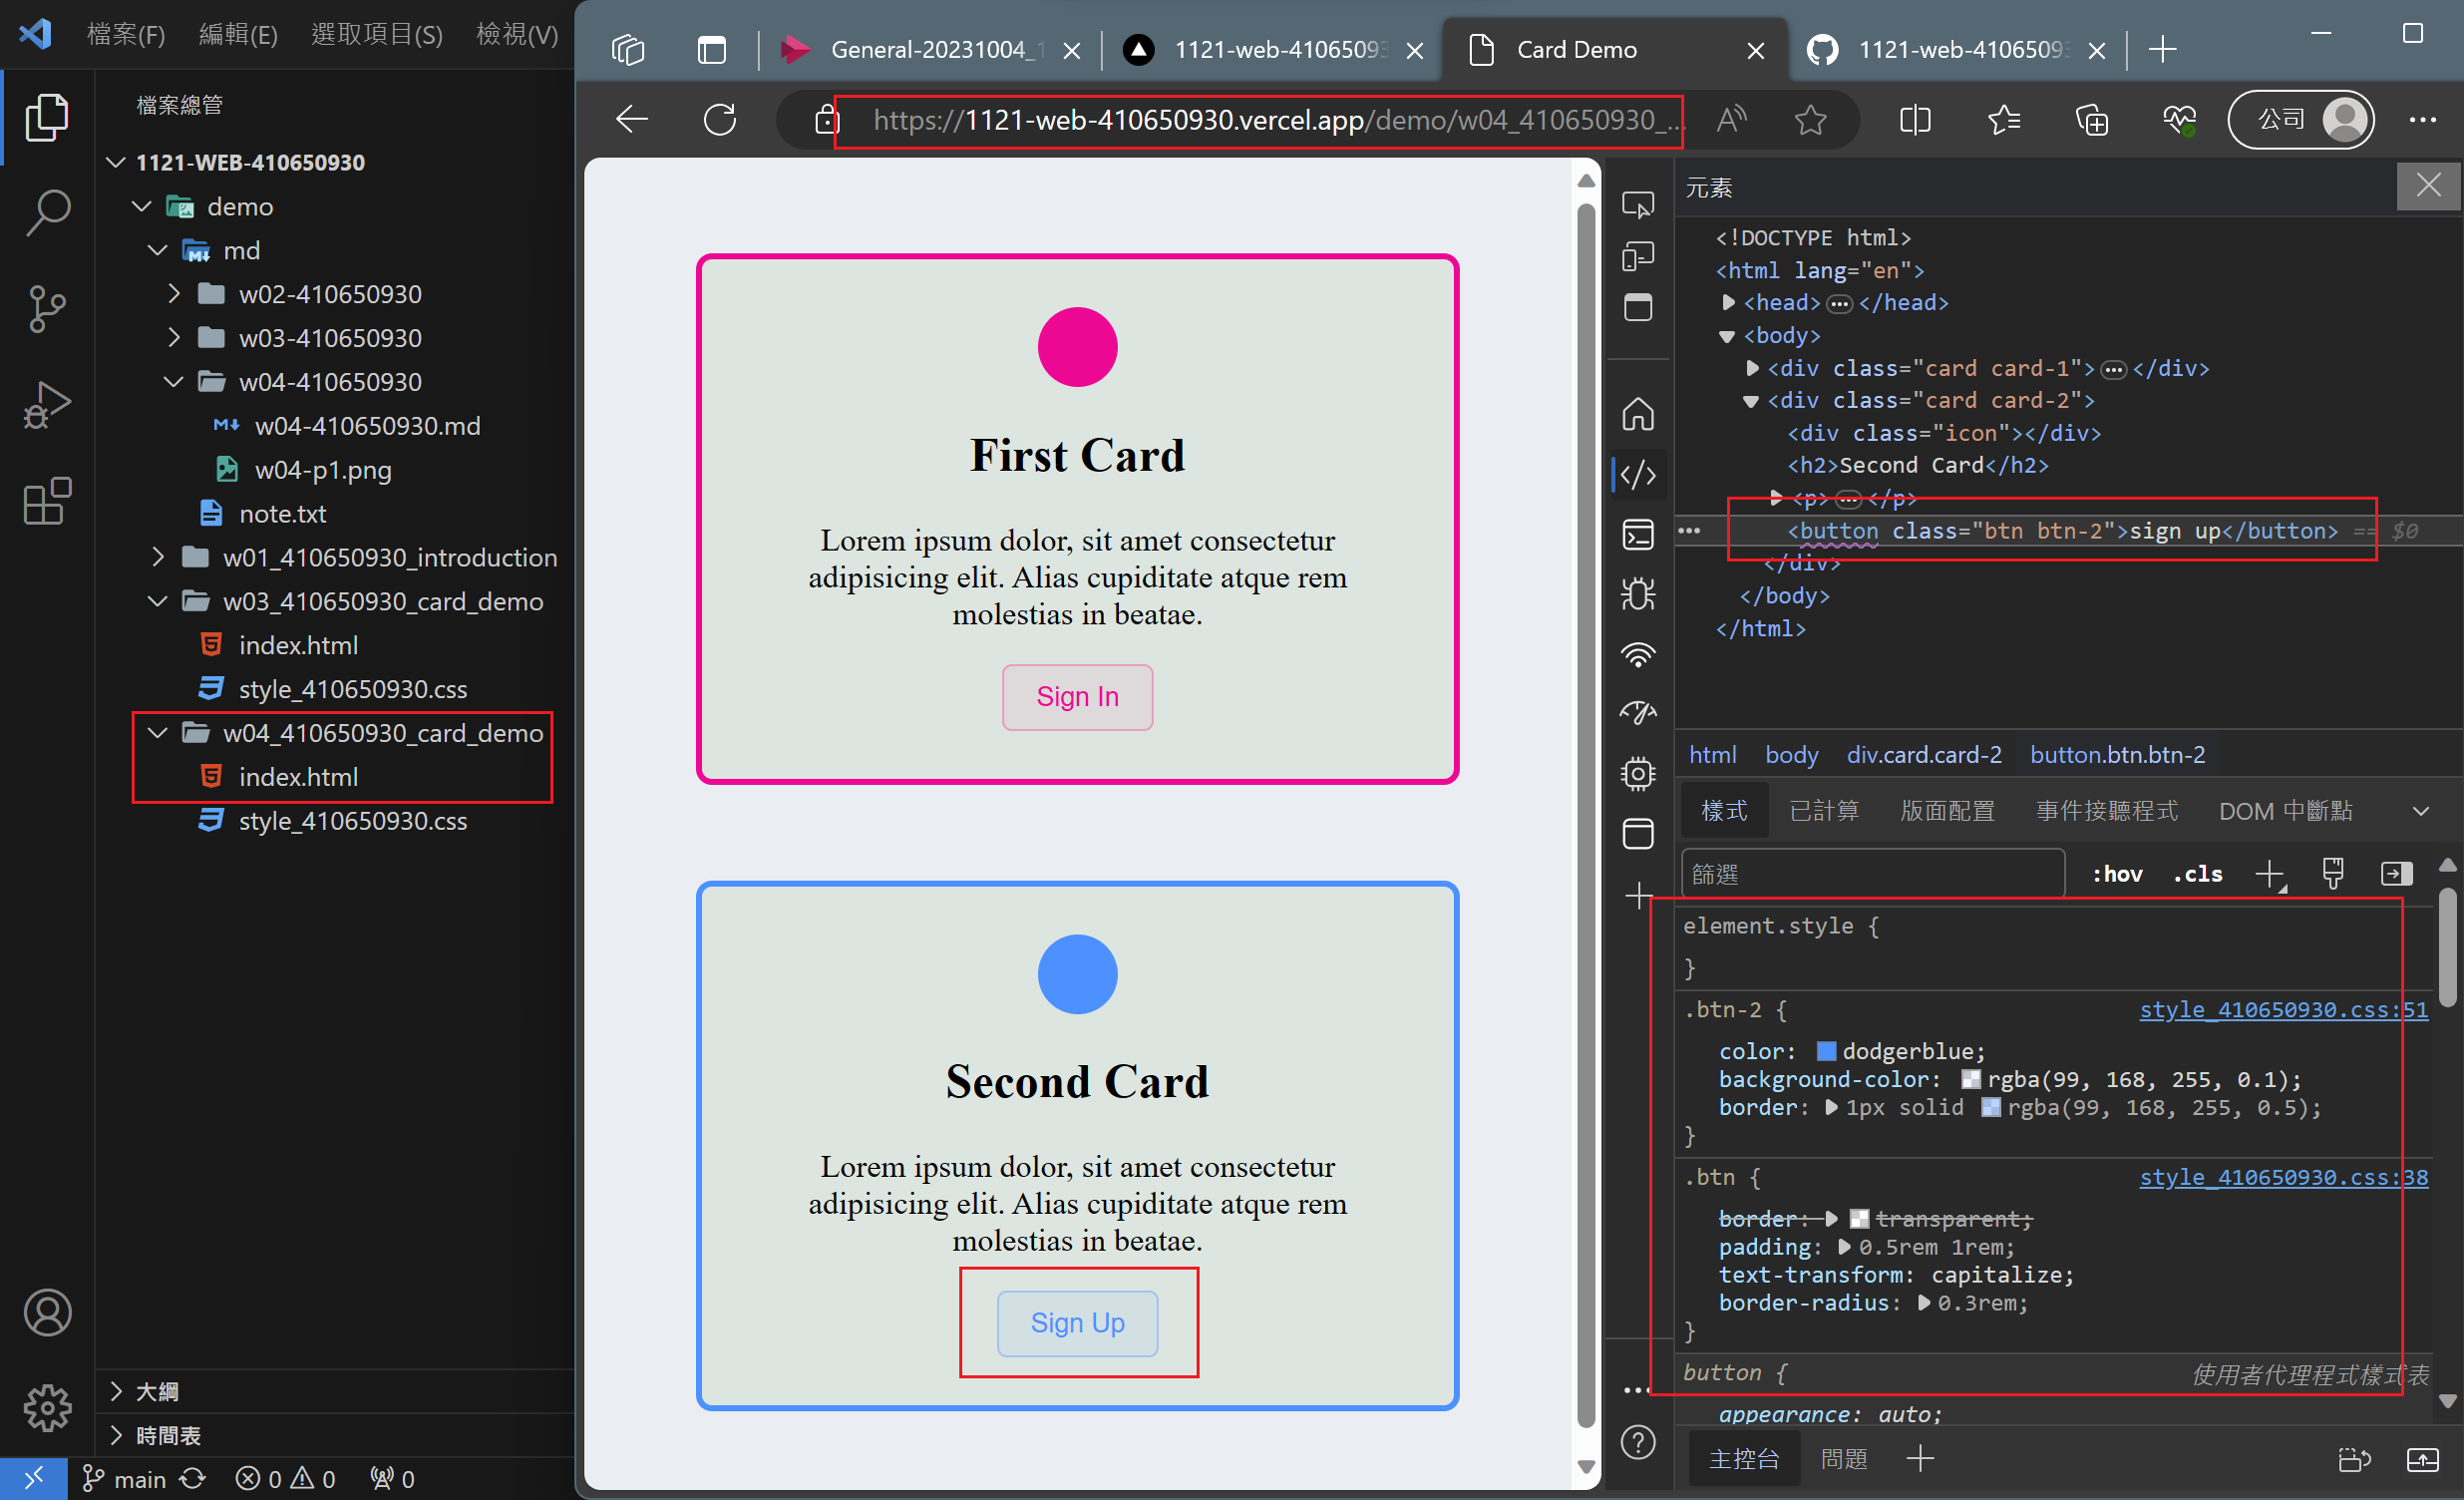 檔案(F) 編輯(E) 選取項目(S) 檢視(V)
檔案總管
1121-WEB-410650930
demo
md
w02-410650930
w03-410650930
w04-410650930
w04-410650930.md
w04-p1.png
note.txt
w01_410650930_introduction
w03_410650930_card_demo
index.html
style_410650930.css
w04_410650930_card_demo
index.html
style_410650930.css
大綱
時間表
main 0 0 0
General-20231004_1 1121-web-41065093 Card Demo 1121-web-41065093
https://1121-web-410650930.vercel.app/demo/w04_410650930_...
公司
First Card
Lorem ipsum dolor, sit amet consectetur
adipisicing elit. Alias cupiditate atque rem
molestias in beatae.
Sign In
Second Card
Lorem ipsum dolor, sit amet consectetur
adipisicing elit. Alias cupiditate atque rem
molestias in beatae.
Sign Up
元素
<!DOCTYPE html>
<html lang="en">
<head>…</head>
<body>
<div class="card card-1">…</div>
<div class="card card-2">
<div class="icon"></div>
<h2>Second Card</h2>
<p>…</p>
<button class="btn btn-2">sign up</button> == $0
</div>
</body>
</html>
html body div.card.card-2 button.btn.btn-2
樣式 已計算 版面配置 事件接聽程式 DOM 中斷點
篩選 :hov .cls
element.style {
}
.btn-2 { style_410650930.css:51
color: dodgerblue;
background-color: rgba(99, 168, 255, 0.1);
border: 1px solid rgba(99, 168, 255, 0.5);
}
.btn { style_410650930.css:38
border: transparent;
padding: 0.5rem 1rem;
text-transform: capitalize;
border-radius: 0.3rem;
}
button { 使用者代理程式樣式表
appearance: auto;
主控台 問題